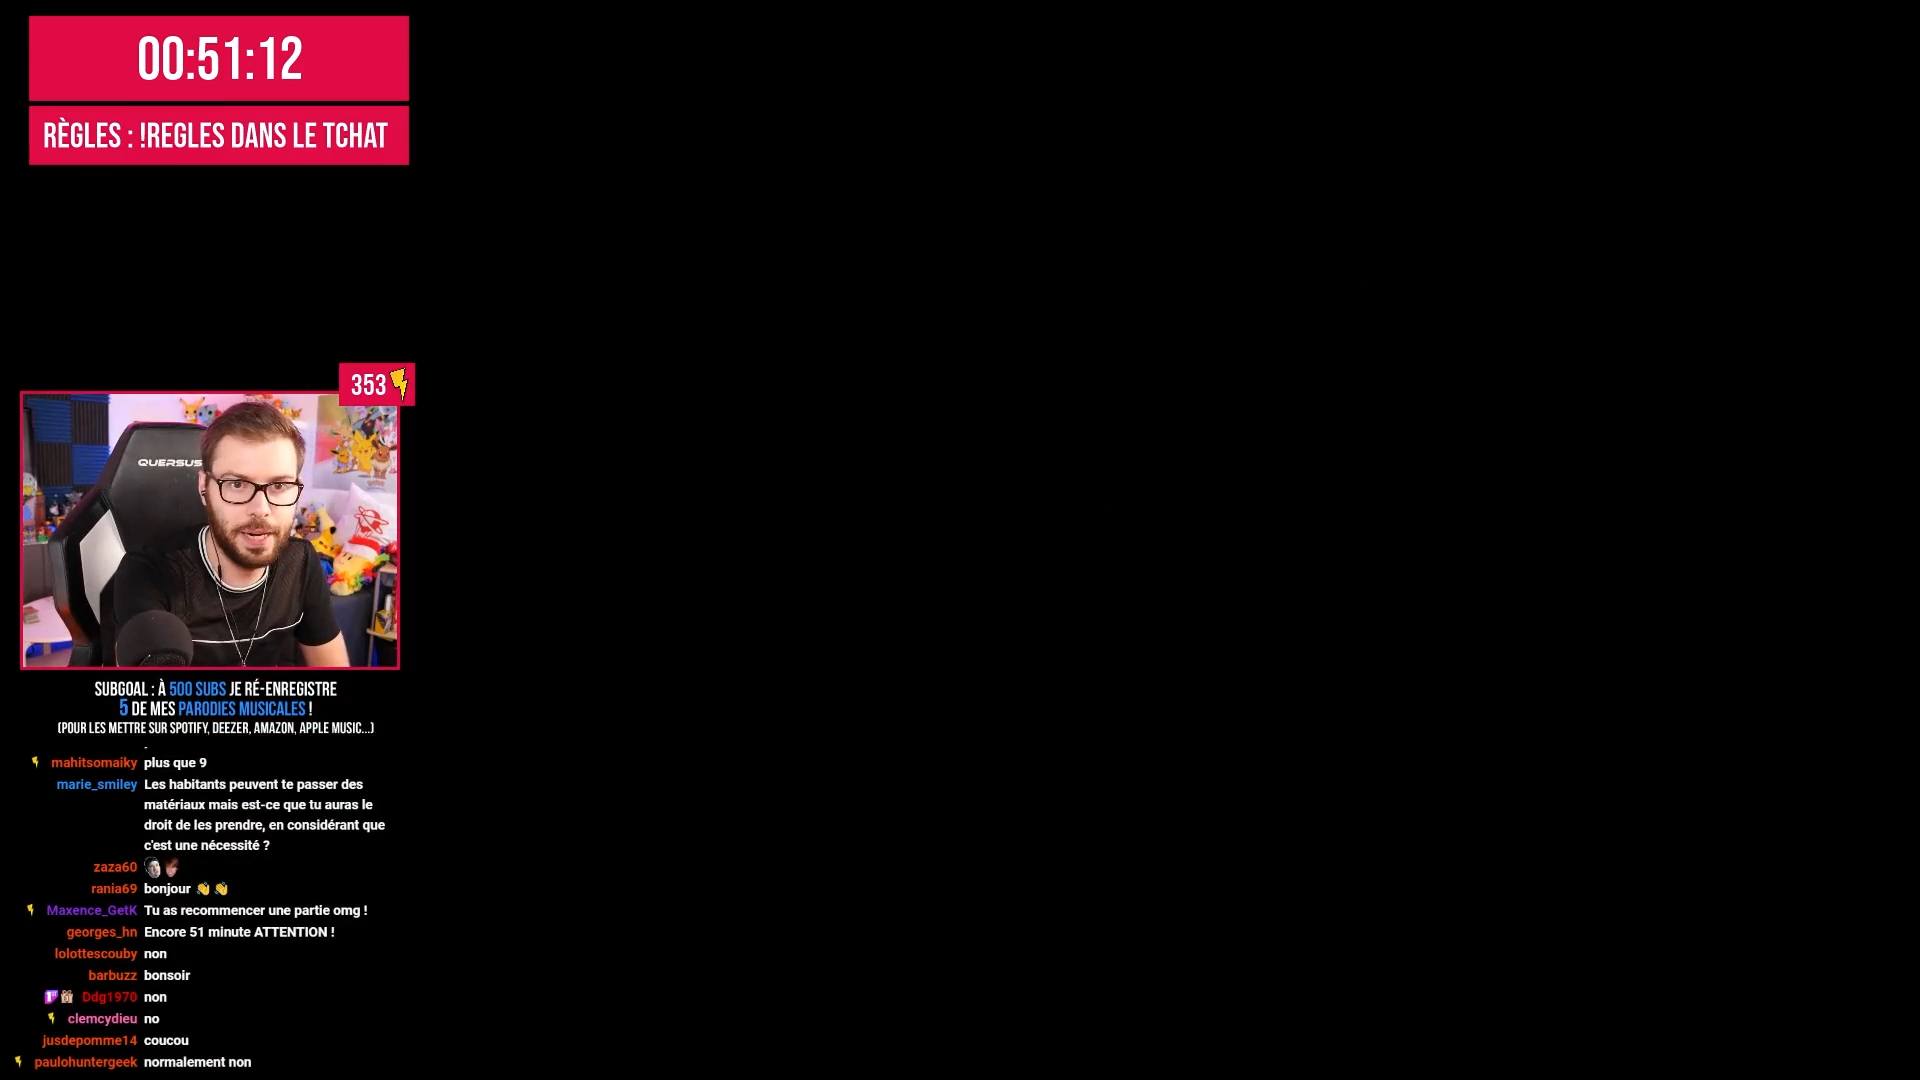 00:51:12
RÈGLES : !REGLES DANS LE TCHAT
353
QUERSUS
SUBGOAL : À 500 SUBS JE RÉ-ENREGISTRE
5 DE MES PARODIES MUSICALES !
(POUR LES METTRE SUR SPOTIFY, DEEZER, AMAZON, APPLE MUSIC...)
mahitsomaiky plus que 9
marie_smiley Les habitants peuvent te passer des
matériaux mais est-ce que tu auras le
droit de les prendre, en considérant que
c'est une nécessité ?
zaza60
rania69 bonjour 👏 👏
Maxence_GetK Tu as recommencer une partie omg !
georges_hn Encore 51 minute ATTENTION !
lolottescouby non
barbuzz bonsoir
Ddg1970 non
clemcydieu no
jusdepomme14 coucou
paulohuntergeek normalement non